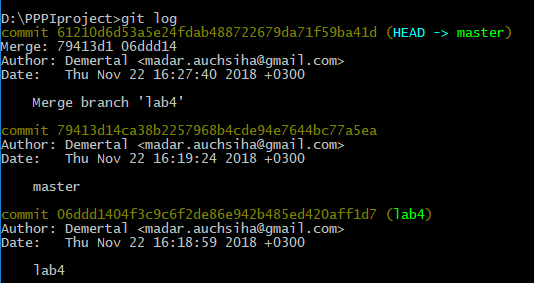 D:\PPPIproject>git log
commit 61210d6d53a5e24fdab488722679da71f59ba41d (HEAD -> master)
Merge: 79413d1 06ddd14
Author: Demertal <madar.auchsiha@gmail.com>
Date:   Thu Nov 22 16:27:40 2018 +0300
    Merge branch 'lab4'
commit 79413d14ca38b2257968b4cde94e7644bc77a5ea
Author: Demertal <madar.auchsiha@gmail.com>
Date:   Thu Nov 22 16:19:24 2018 +0300
    master
commit 06ddd1404f3c9c6f2de86e942b485ed420aff1d7 (lab4)
Author: Demertal <madar.auchsiha@gmail.com>
Date:   Thu Nov 22 16:18:59 2018 +0300
    lab4